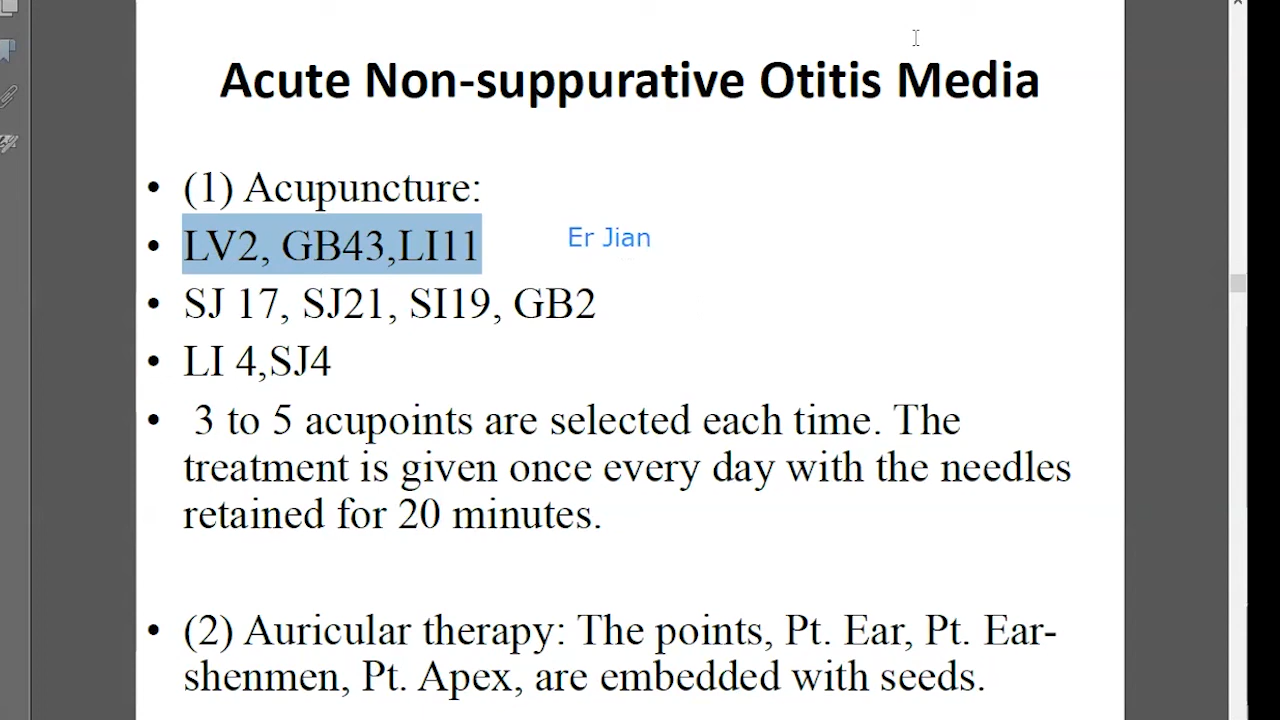 Acute Non-suppurative Otitis Media
• (1) Acupuncture:
• LV2, GB43,LI11
Er Jian
• SJ 17, SJ21, SI19, GB2
• LI 4,SJ4
• 3 to 5 acupoints are selected each time. The
treatment is given once every day with the needles
retained for 20 minutes.
• (2) Auricular therapy: The points, Pt. Ear, Pt. Ear-
shenmen, Pt. Apex, are embedded with seeds.